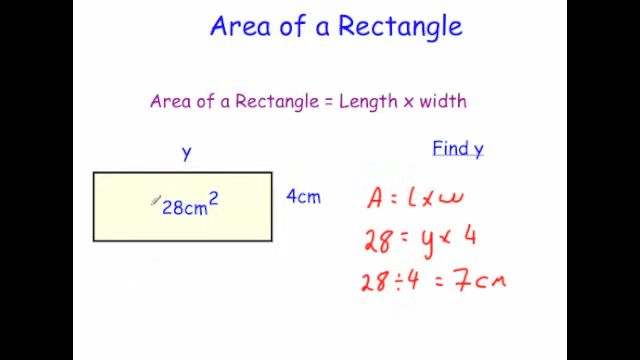 Area of a Rectangle
Area of a Rectangle = Length x width
y
Find y
28cm²
4cm
A = l x w
28 = y x 4
28 ÷ 4 = 7cm